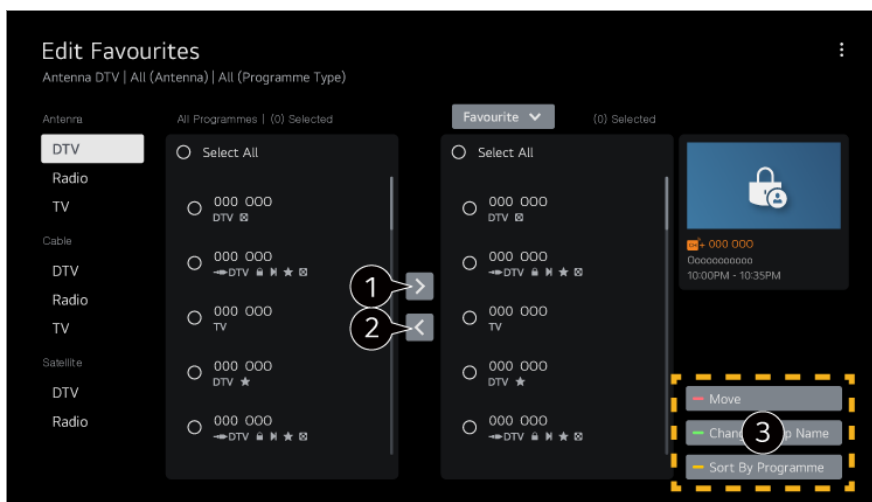 Edit Favourites
Antenna DTV | All (Antenna) | All (Programme Type)
Antenna
DTV
Radio
TV
Cable
DTV
Radio
TV
Satellite
DTV
Radio
All Programmes | (0) Selected
Select All
000 000
DTV
000 000
DTV
000 000
TV
000 000
DTV
000 000
DTV
1
2
Favourite
(0) Selected
Select All
000 000
DTV
000 000
DTV
000 000
TV
000 000
DTV
000 000
DTV
+ 000 000
Oooooooooo
10:00PM - 10:35PM
Move
3
p Name
Sort By Programme